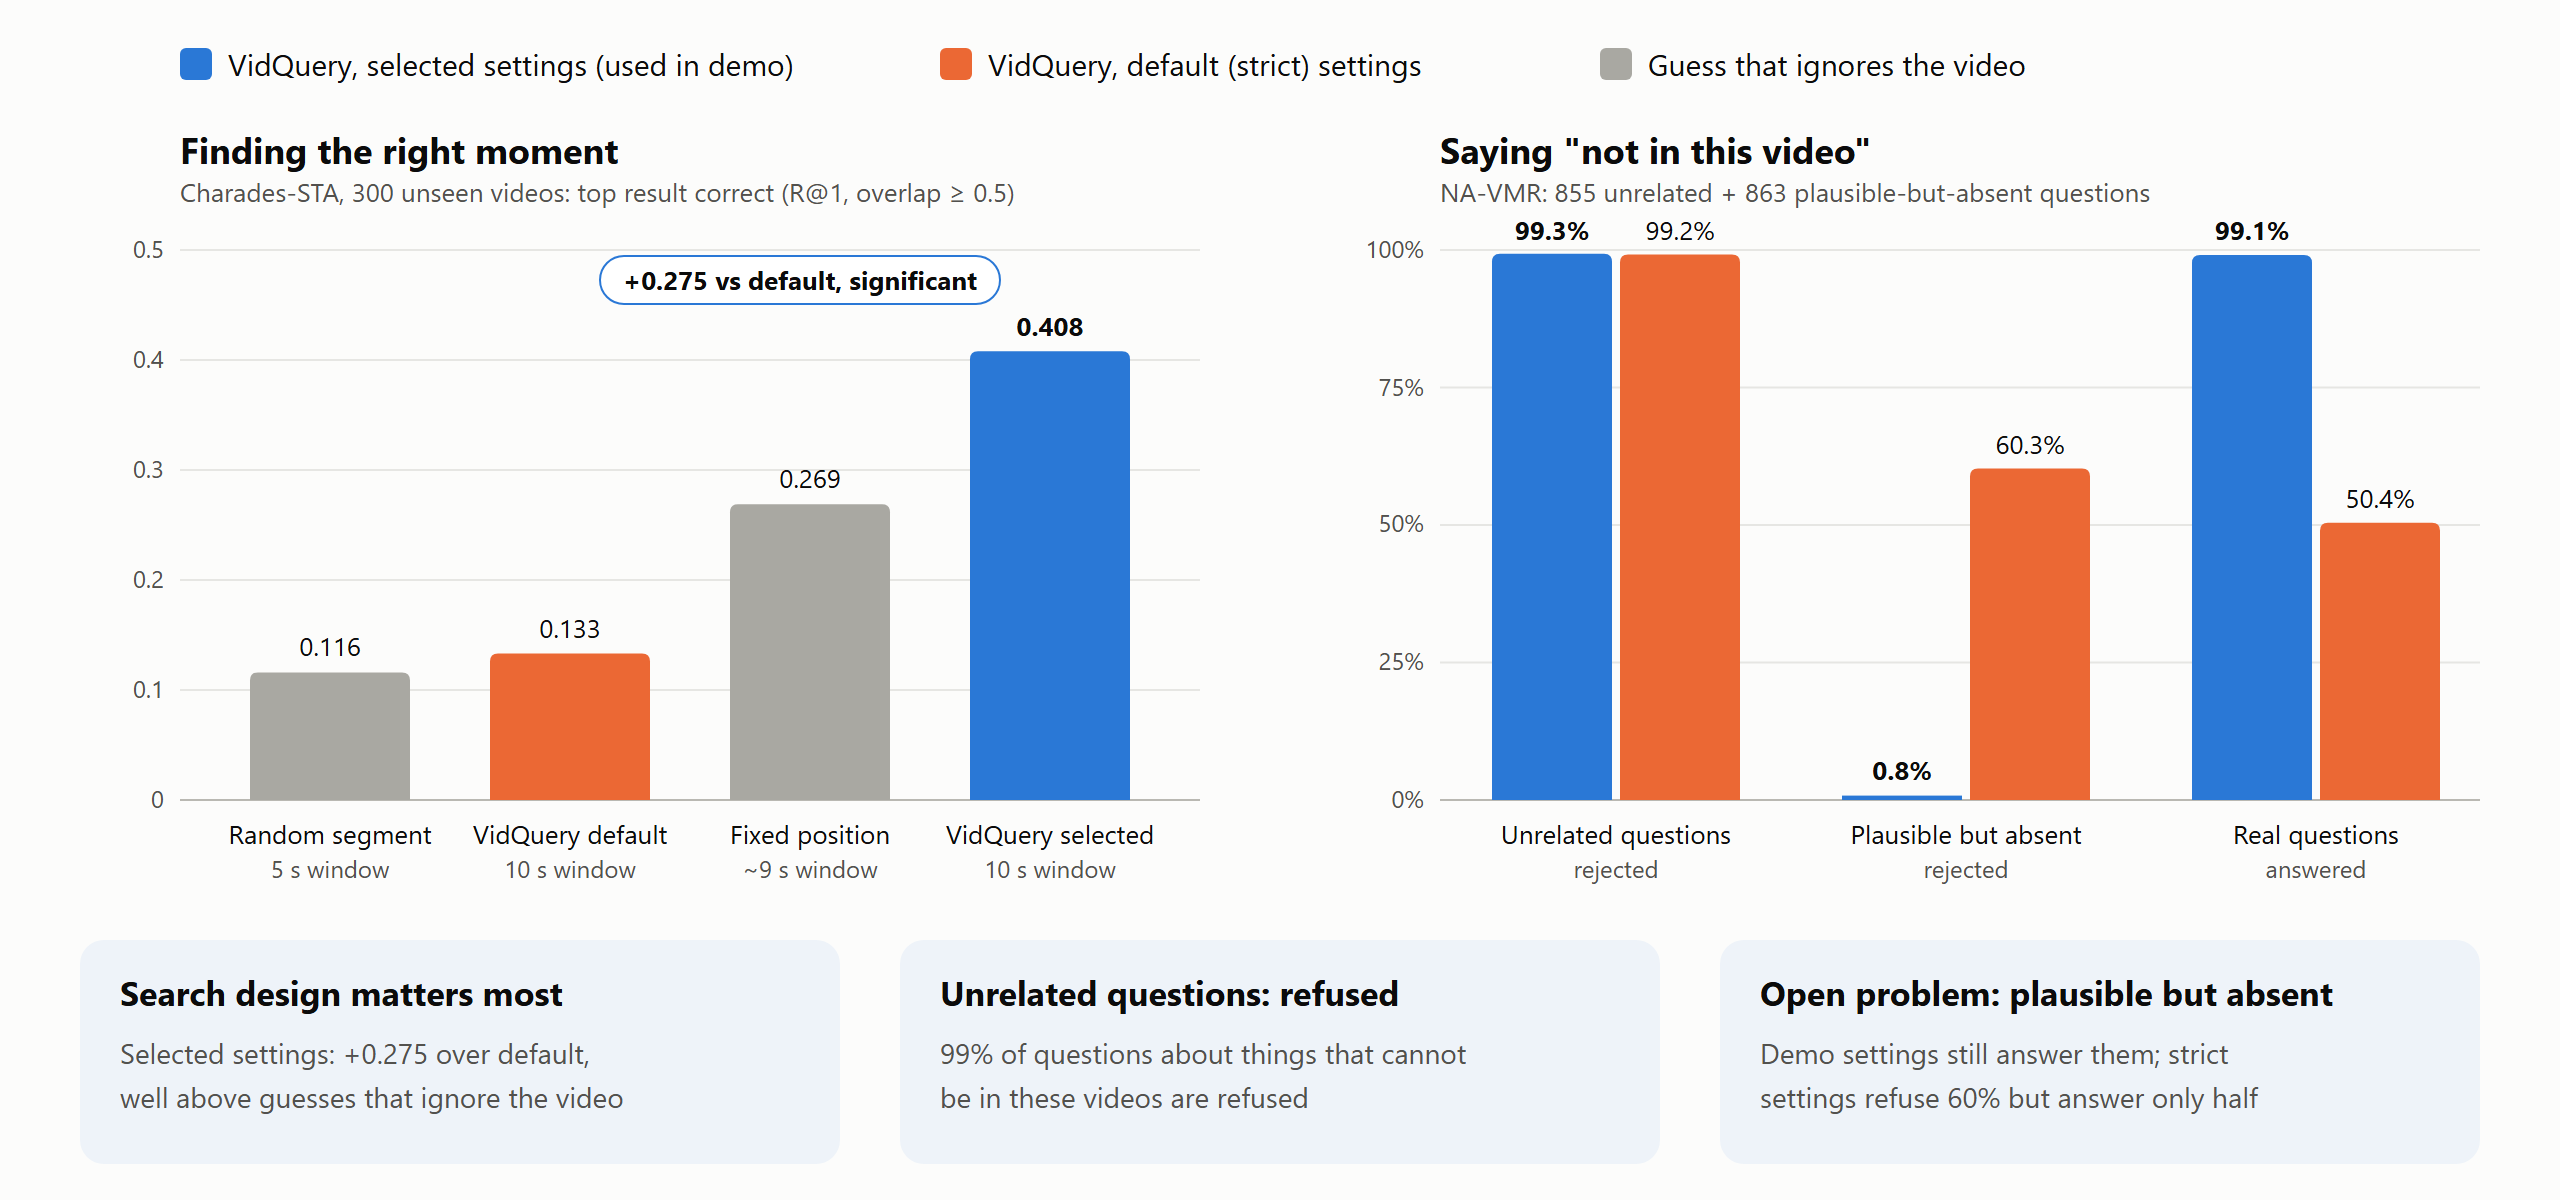 VidQuery, selected settings (used in demo)
VidQuery, default (strict) settings
Guess that ignores the video
Finding the right moment
Charades-STA, 300 unseen videos: top result correct (R@1, overlap ≥ 0.5)
0.5
0.4
0.3
0.2
0.1
0
+0.275 vs default, significant
0.116
0.133
0.269
0.408
Random segment
5 s window
VidQuery default
10 s window
Fixed position
~9 s window
VidQuery selected
10 s window
Saying "not in this video"
NA-VMR: 855 unrelated + 863 plausible-but-absent questions
100%
75%
50%
25%
0%
99.3%
99.2%
0.8%
60.3%
99.1%
50.4%
Unrelated questions
rejected
Plausible but absent
rejected
Real questions
answered
Search design matters most
Selected settings: +0.275 over default,
well above guesses that ignore the video
Unrelated questions: refused
99% of questions about things that cannot
be in these videos are refused
Open problem: plausible but absent
Demo settings still answer them; strict
settings refuse 60% but answer only half